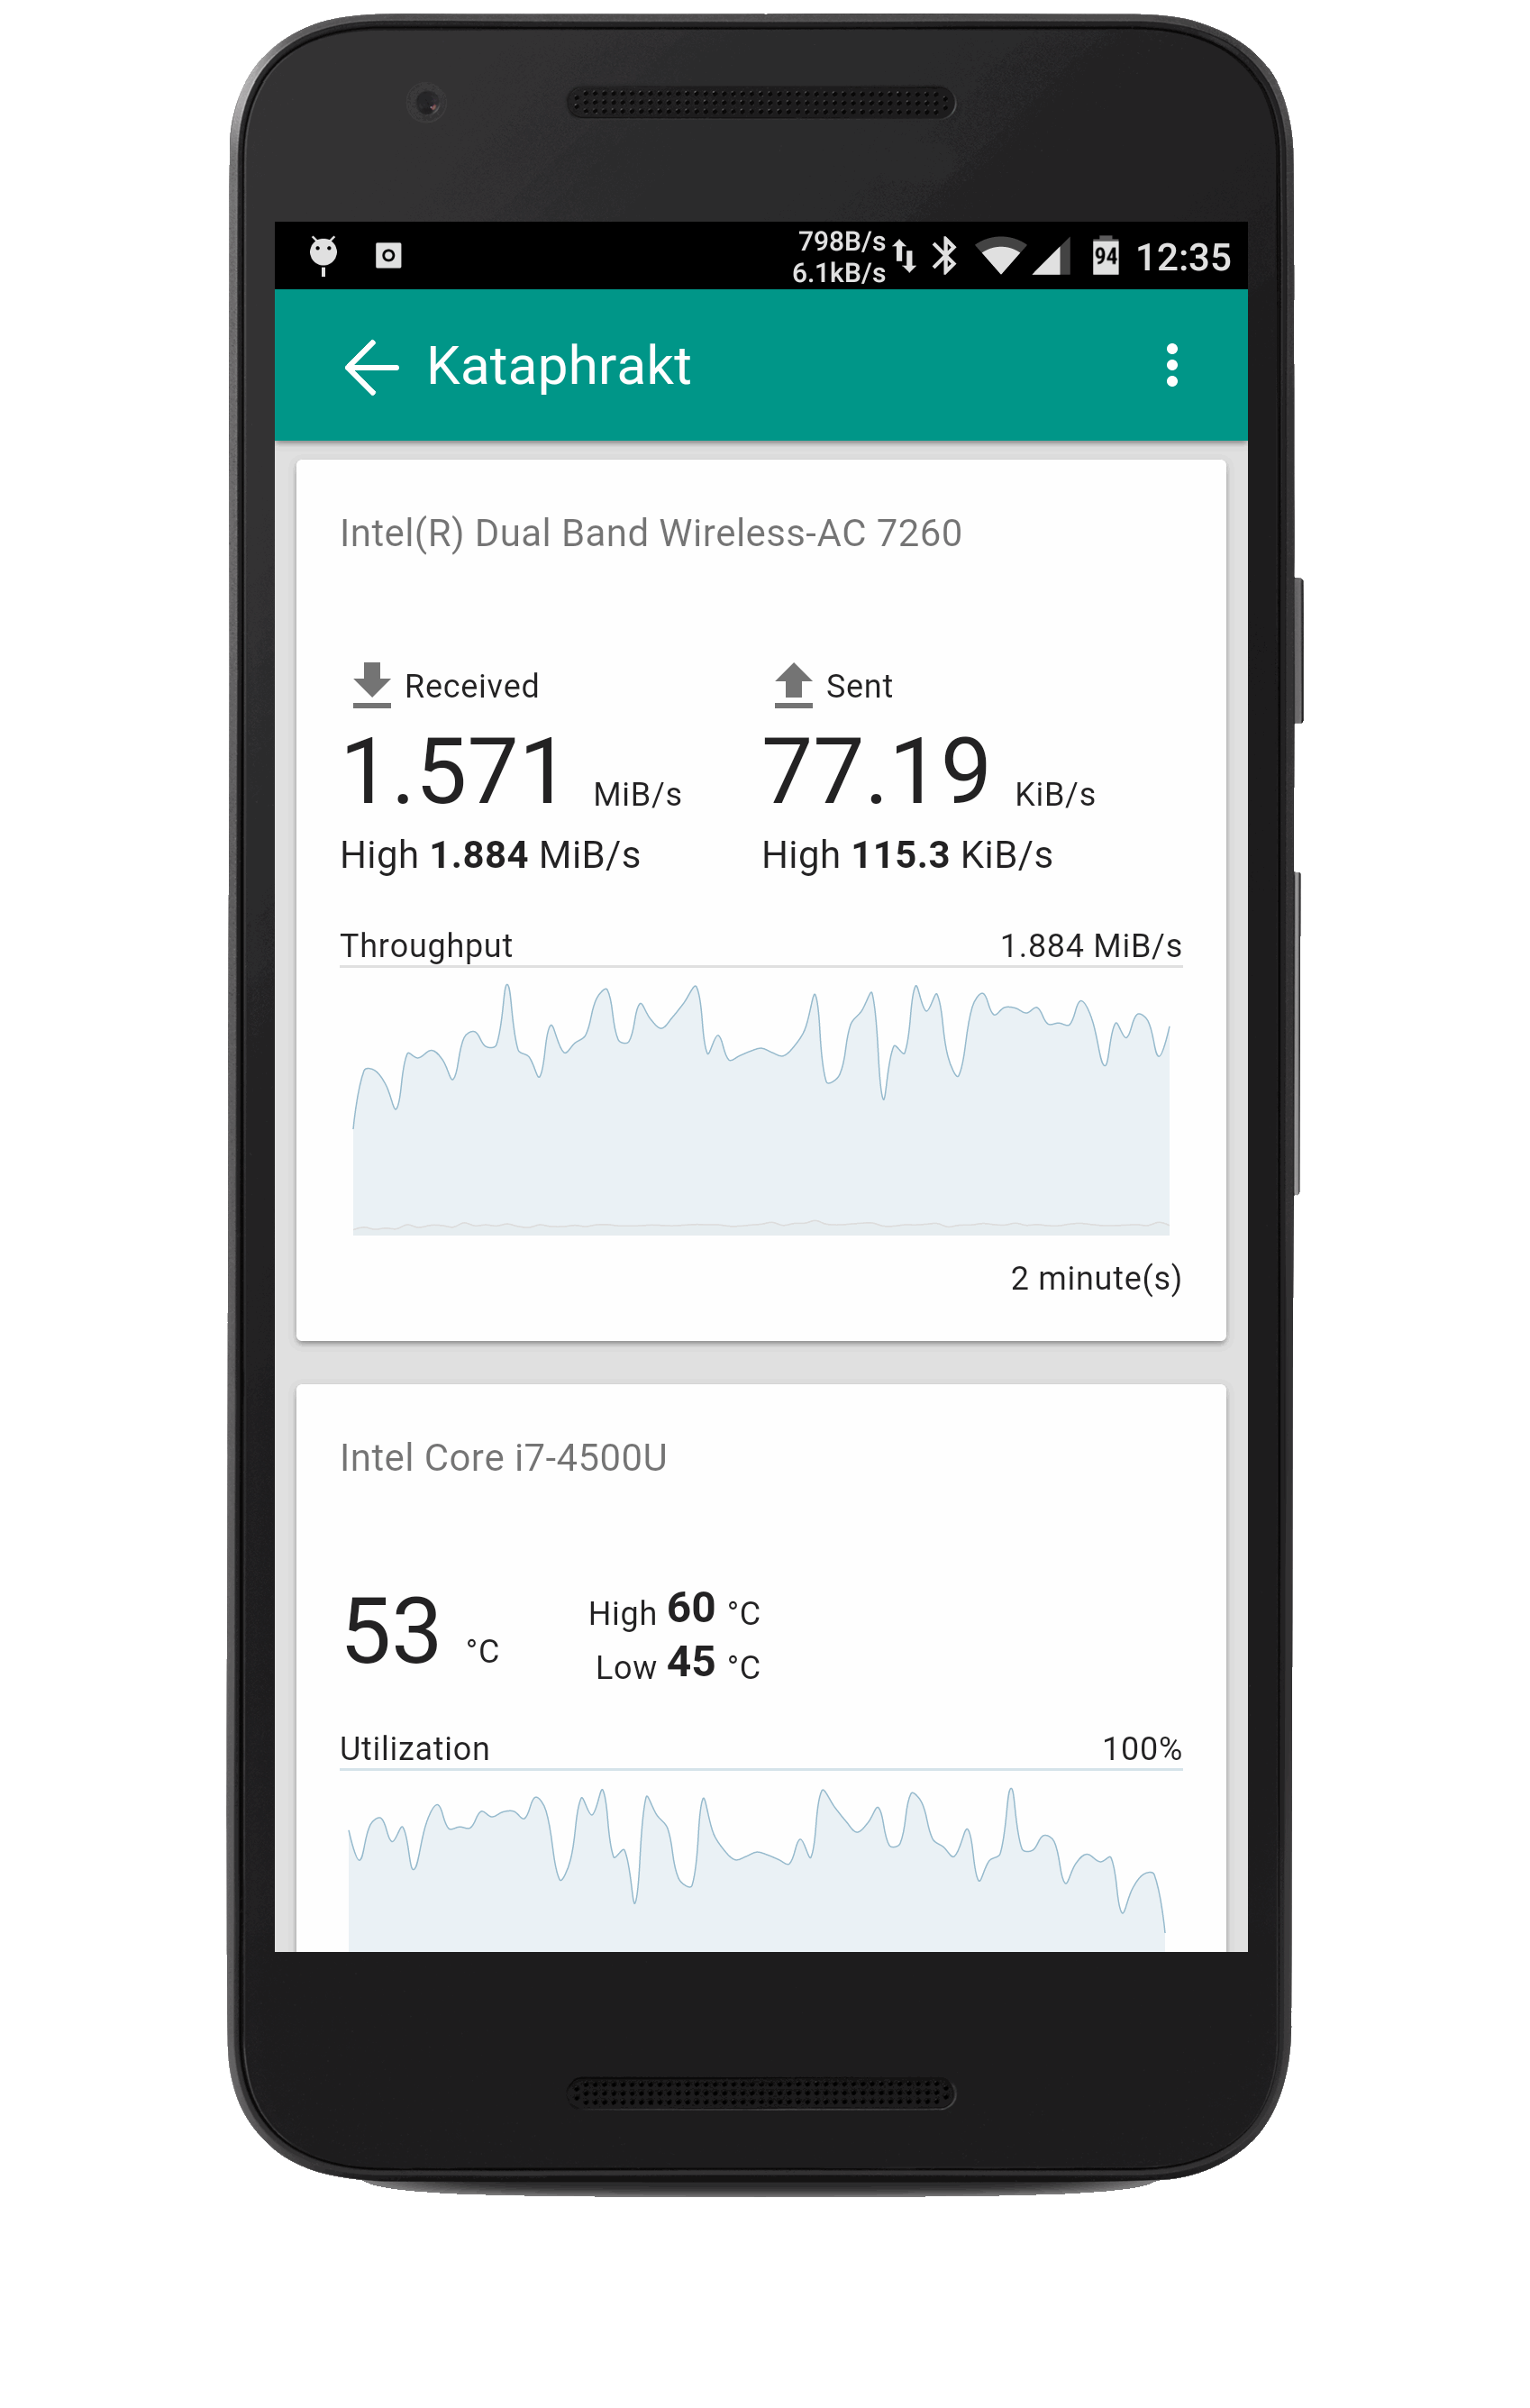 798B/s
6.1kB/s
94
12:35
Kataphrakt
Intel(R) Dual Band Wireless-AC 7260
Received
Sent
1.571 MiB/s
77.19 KiB/s
High 1.884 MiB/s
High 115.3 KiB/s
Throughput
1.884 MiB/s
2 minute(s)
Intel Core i7-4500U
53 °C
High 60 °C
Low 45 °C
Utilization
100%